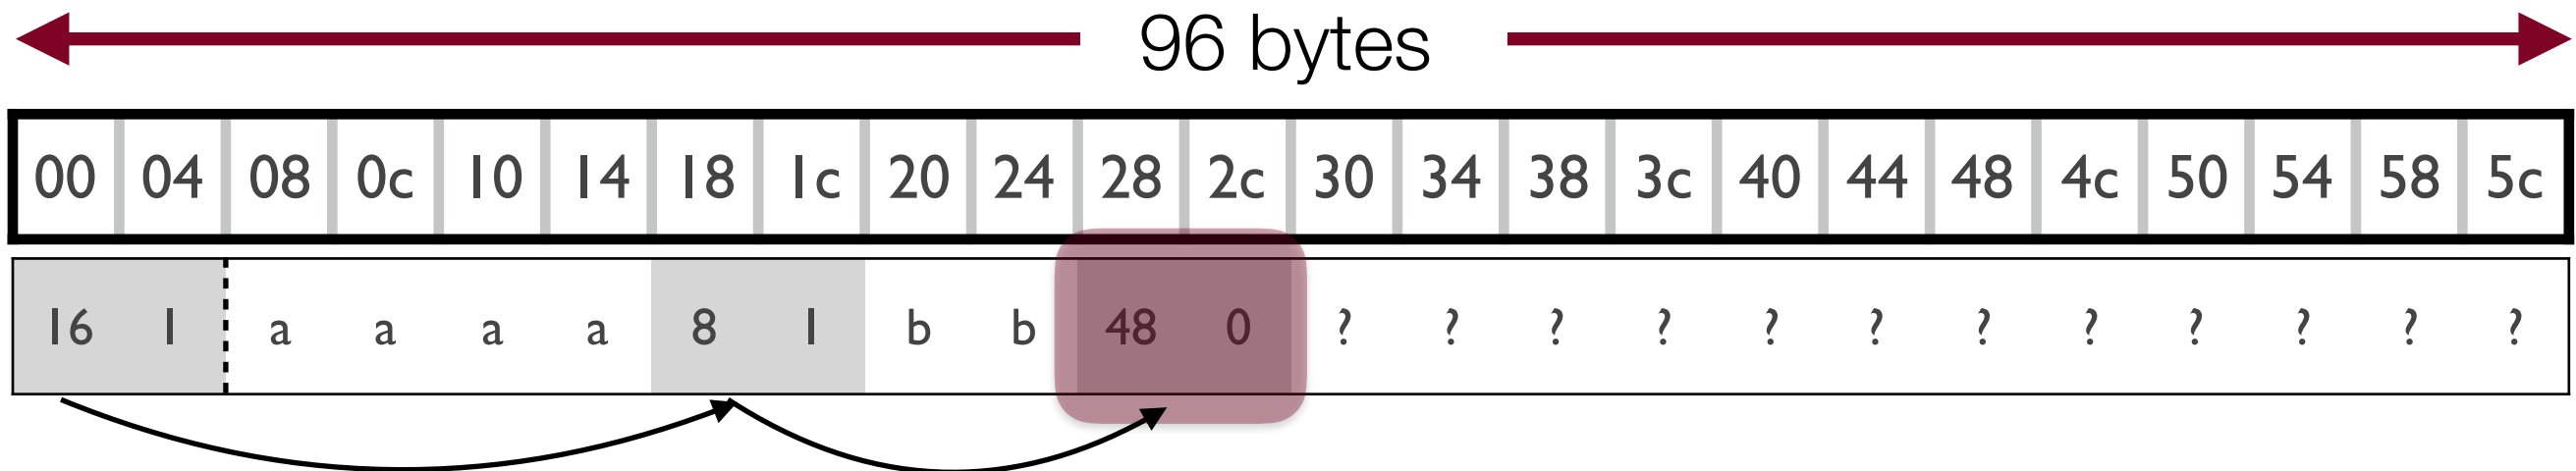 96 bytes
00 04 08 0c 10 14 18 1c 20 24 28 2c 30 34 38 3c 40 44 48 4c 50 54 58 5c
16 1 a a a a 8 1 b b 48 0 ? ? ? ? ? ? ? ? ? ? ? ?